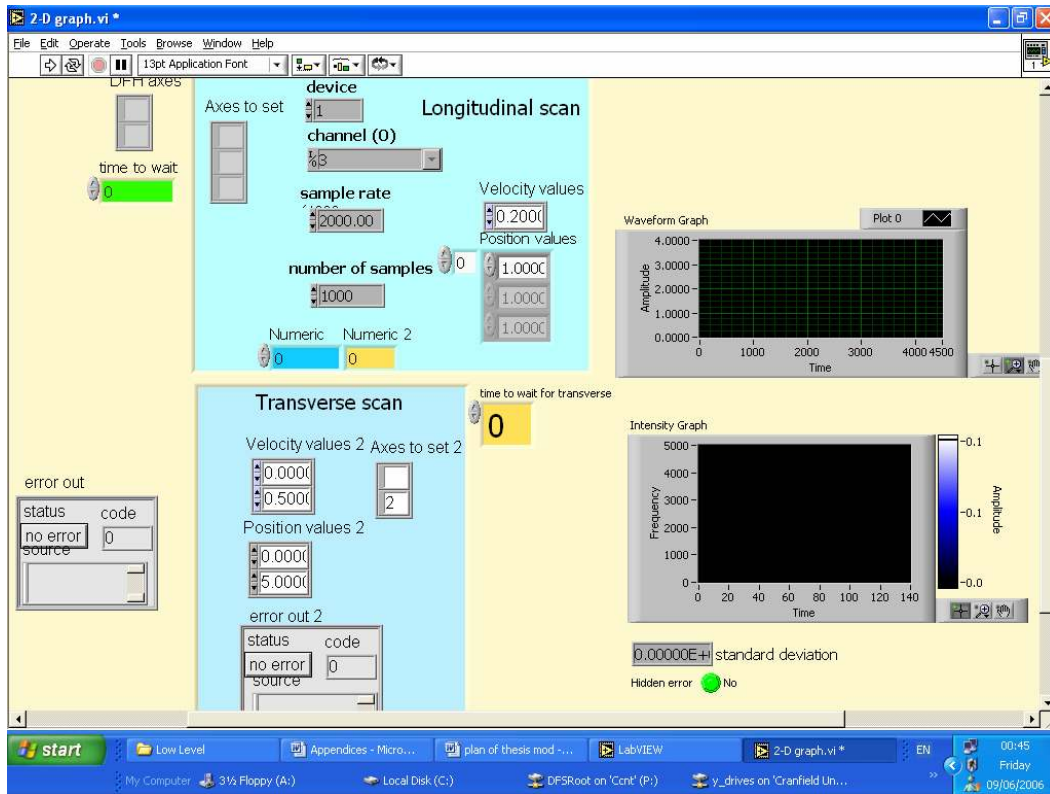 2-D graph.vi *
File Edit Operate Tools Browse Window Help
13pt Application Font
1
DFH axes
time to wait
0
Axes to set
device
1
Longitudinal scan
channel (0)
3
sample rate
2000.00
Velocity values
0.200(
Position values
0
1.000(
1.000(
1.000(
number of samples
1000
Numeric Numeric 2
0 0
Waveform Graph
Plot 0
4.0000
3.0000
2.0000
1.0000
0.0000
Amplitude
0 1000 2000 3000 4000 4500
Time
Transverse scan
time to wait for transverse
0
Velocity values 2 Axes to set 2
0.000(
0.500(
2
Position values 2
0.000(
5.000(
error out
status code
no error 0
source
error out 2
status code
no error 0
source
Intensity Graph
5000
4000
3000
2000
1000
0
Frequency
0 20 40 60 80 100 120 140
Time
0.1
0.1
0.0
Amplitude
0.00000E+ standard deviation
Hidden error No
start Low Level Appendices - Micro... plan of thesis mod -... LabVIEW 2-D graph.vi * EN 00:45
My Computer 3½ Floppy (A:) Local Disk (C:) DFSRoot on 'Ccnt' (P:) y_drives on 'Cranfield Un... Friday
09/06/2006